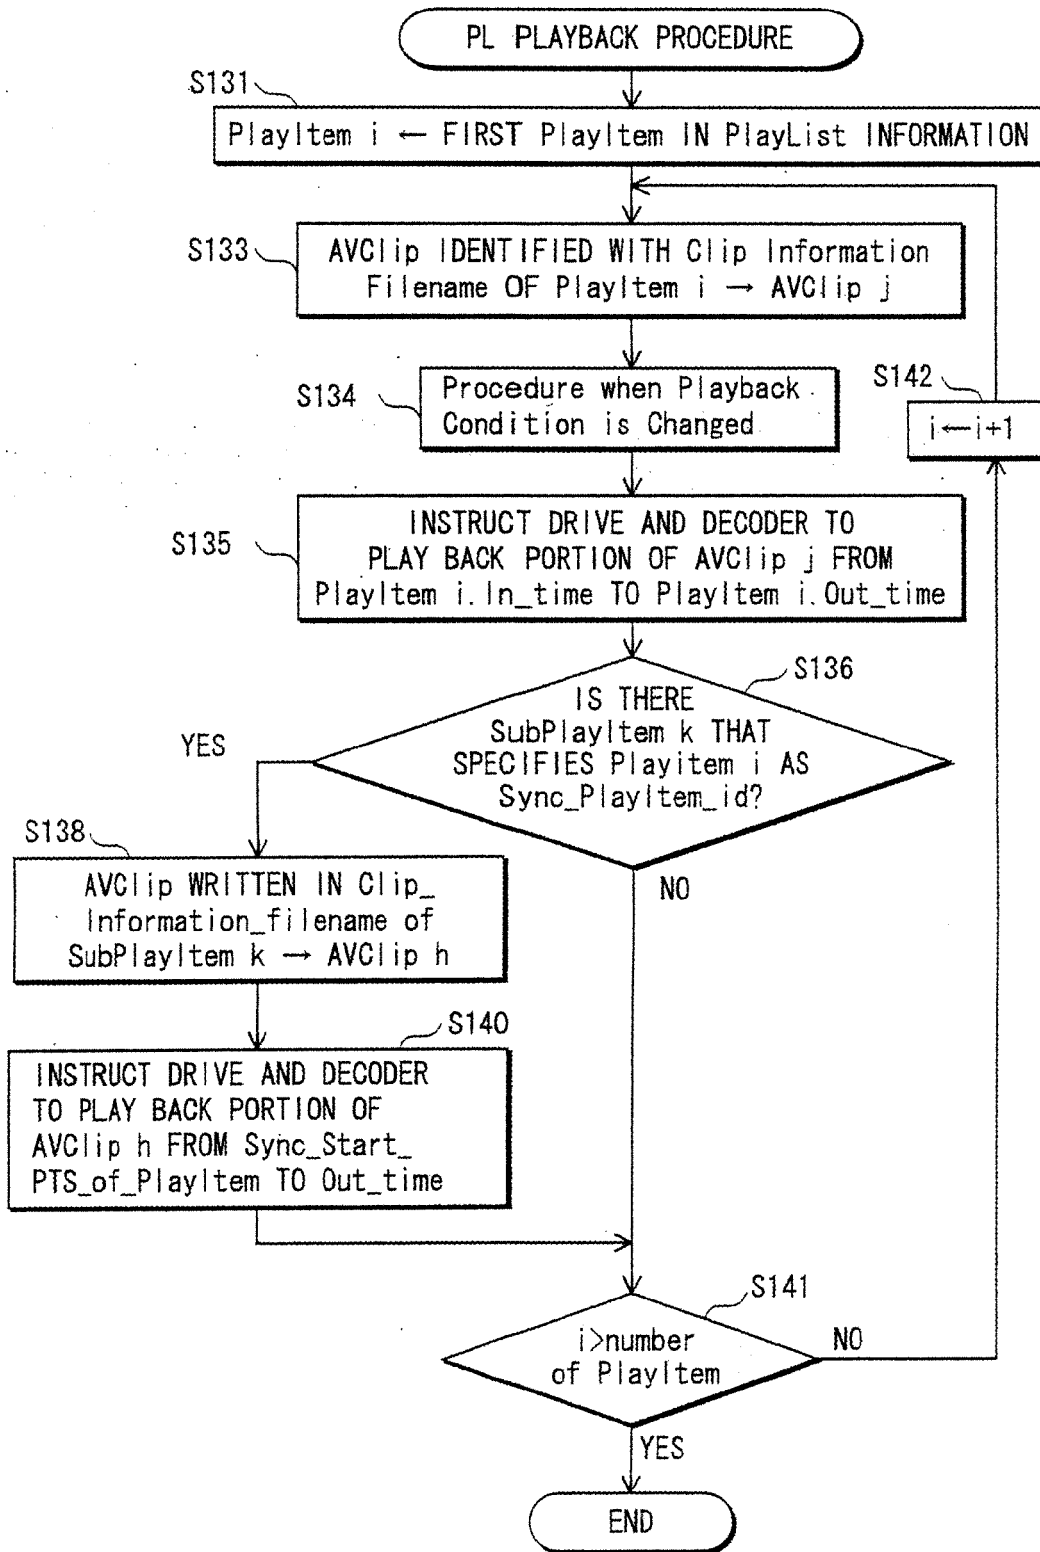 PL PLAYBACK PROCEDURE
S131
PlayItem i ← FIRST PlayItem IN PlayList INFORMATION
S133
AVClip IDENTIFIED WITH Clip Information
Filename OF PlayItem i → AVClip j
S134
Procedure when Playback
Condition is Changed
S142
i←i+1
S135
INSTRUCT DRIVE AND DECODER TO
PLAY BACK PORTION OF AVClip j FROM
PlayItem i.In_time TO PlayItem i.Out_time
S136
IS THERE
SubPlayItem k THAT
SPECIFIES Playitem i AS
Sync_PlayItem_id?
YES
NO
S138
AVClip WRITTEN IN Clip_
Information_filename of
SubPlayItem k → AVClip h
S140
INSTRUCT DRIVE AND DECODER
TO PLAY BACK PORTION OF
AVClip h FROM Sync_Start_
PTS_of_PlayItem TO Out_time
S141
i>number
of PlayItem
NO
YES
END